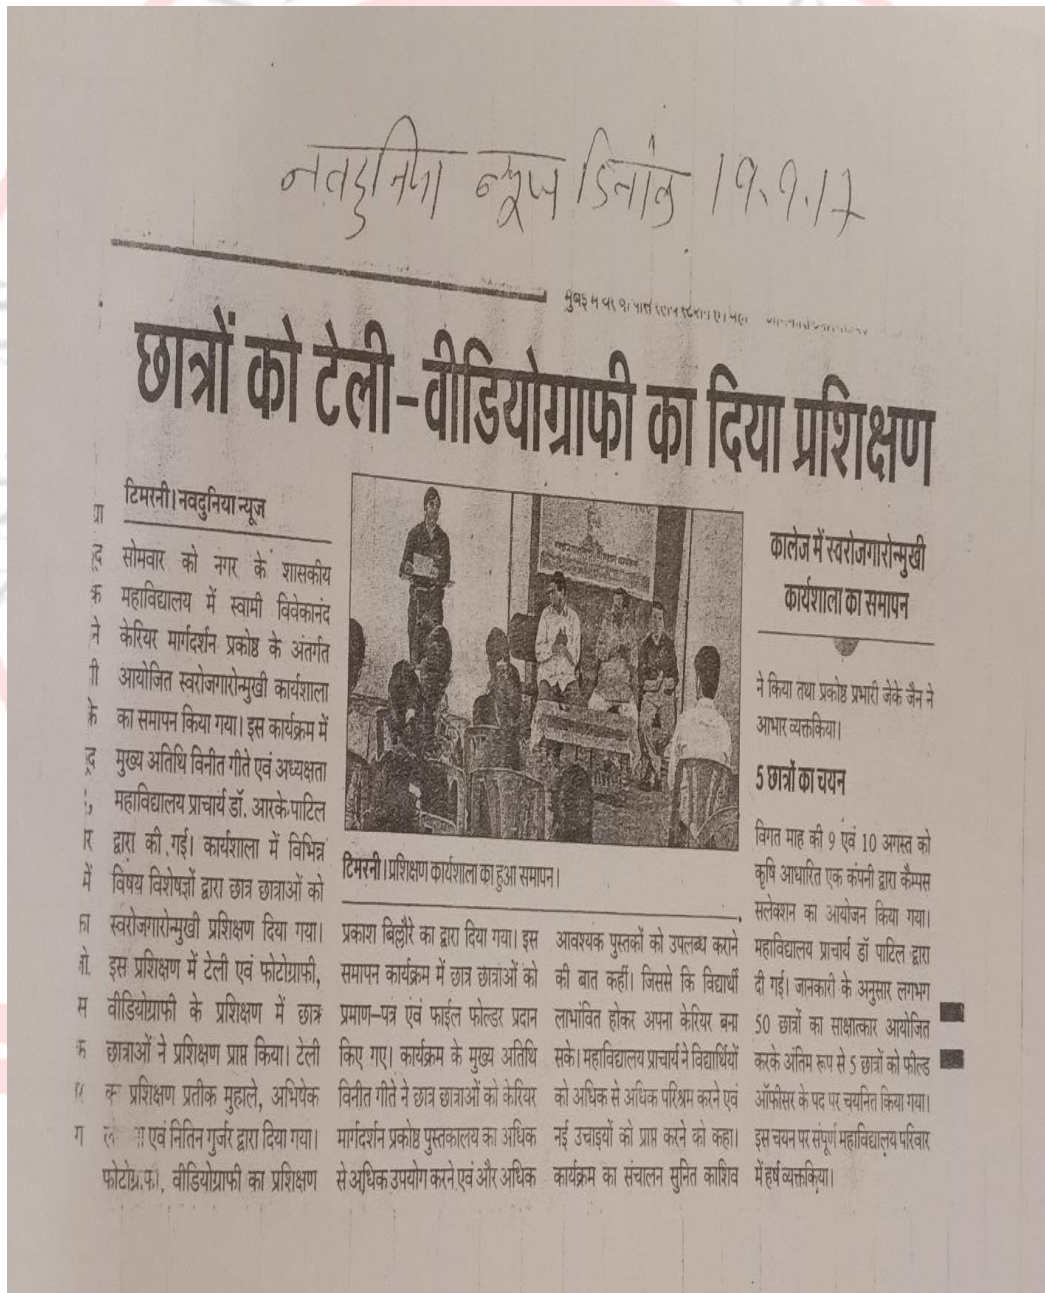 नवदुनिया न्यूज दिनांक 19.9.17
छात्रों को टेली-वीडियोग्राफी का दिया प्रशिक्षण
टिमरनी। नवदुनिया न्यूज
सोमवार को नगर के शासकीय
महाविद्यालय में स्वामी विवेकानंद
केरियर मार्गदर्शन प्रकोष्ठ के अंतर्गत
आयोजित स्वरोजगारोन्मुखी कार्यशाला
का समापन किया गया। इस कार्यक्रम में
मुख्य अतिथि विनीत गीते एवं अध्यक्षता
महाविद्यालय प्राचार्य डॉ. आरके पाटिल
द्वारा की गई। कार्यशाला में विभिन्न
विषय विशेषज्ञों द्वारा छात्र छात्राओं को
स्वरोजगारोन्मुखी प्रशिक्षण दिया गया।
इस प्रशिक्षण में टेली एवं फोटोग्राफी,
वीडियोग्राफी के प्रशिक्षण में छात्र
छात्राओं ने प्रशिक्षण प्राप्त किया। टेली
का प्रशिक्षण प्रतीक मुहाले, अभिषेक
एवं नितिन गुर्जर द्वारा दिया गया।
फोटोग्राफी, वीडियोग्राफी का प्रशिक्षण
टिमरनी। प्रशिक्षण कार्यशाला का हुआ समापन।
प्रकाश बिल्लौरे का द्वारा दिया गया। इस
समापन कार्यक्रम में छात्र छात्राओं को
प्रमाण-पत्र एवं फाईल फोल्डर प्रदान
किए गए। कार्यक्रम के मुख्य अतिथि
विनीत गीते ने छात्र छात्राओं को केरियर
मार्गदर्शन प्रकोष्ठ पुस्तकालय का अधिक
से अधिक उपयोग करने एवं और अधिक
आवश्यक पुस्तकों को उपलब्ध कराने
की बात कहीं। जिससे कि विद्यार्थी
लाभांवित होकर अपना केरियर बना
सके। महाविद्यालय प्राचार्य ने विद्यार्थियों
को अधिक से अधिक परिश्रम करने एवं
नई उचाइयों को प्राप्त करने को कहा।
कार्यक्रम का संचालन सुनित काशिव
कालेज में स्वरोजगारोन्मुखी
कार्यशाला का समापन
ने किया तथा प्रकोष्ठ प्रभारी जेके जैन ने
आभार व्यक्त किया।
5 छात्रों का चयन
विगत माह की 9 एवं 10 अगस्त को
कृषि आधारित एक कंपनी द्वारा कैम्पस
सलेक्शन का आयोजन किया गया।
महाविद्यालय प्राचार्य डॉ पाटिल द्वारा
दी गई। जानकारी के अनुसार लगभग
50 छात्रों का साक्षात्कार आयोजित
करके अंतिम रूप से 5 छात्रों को फील्ड
ऑफीसर के पद पर चयनित किया गया।
इस चयन पर संपूर्ण महाविद्यालय परिवार
में हर्ष व्यक्त किया।